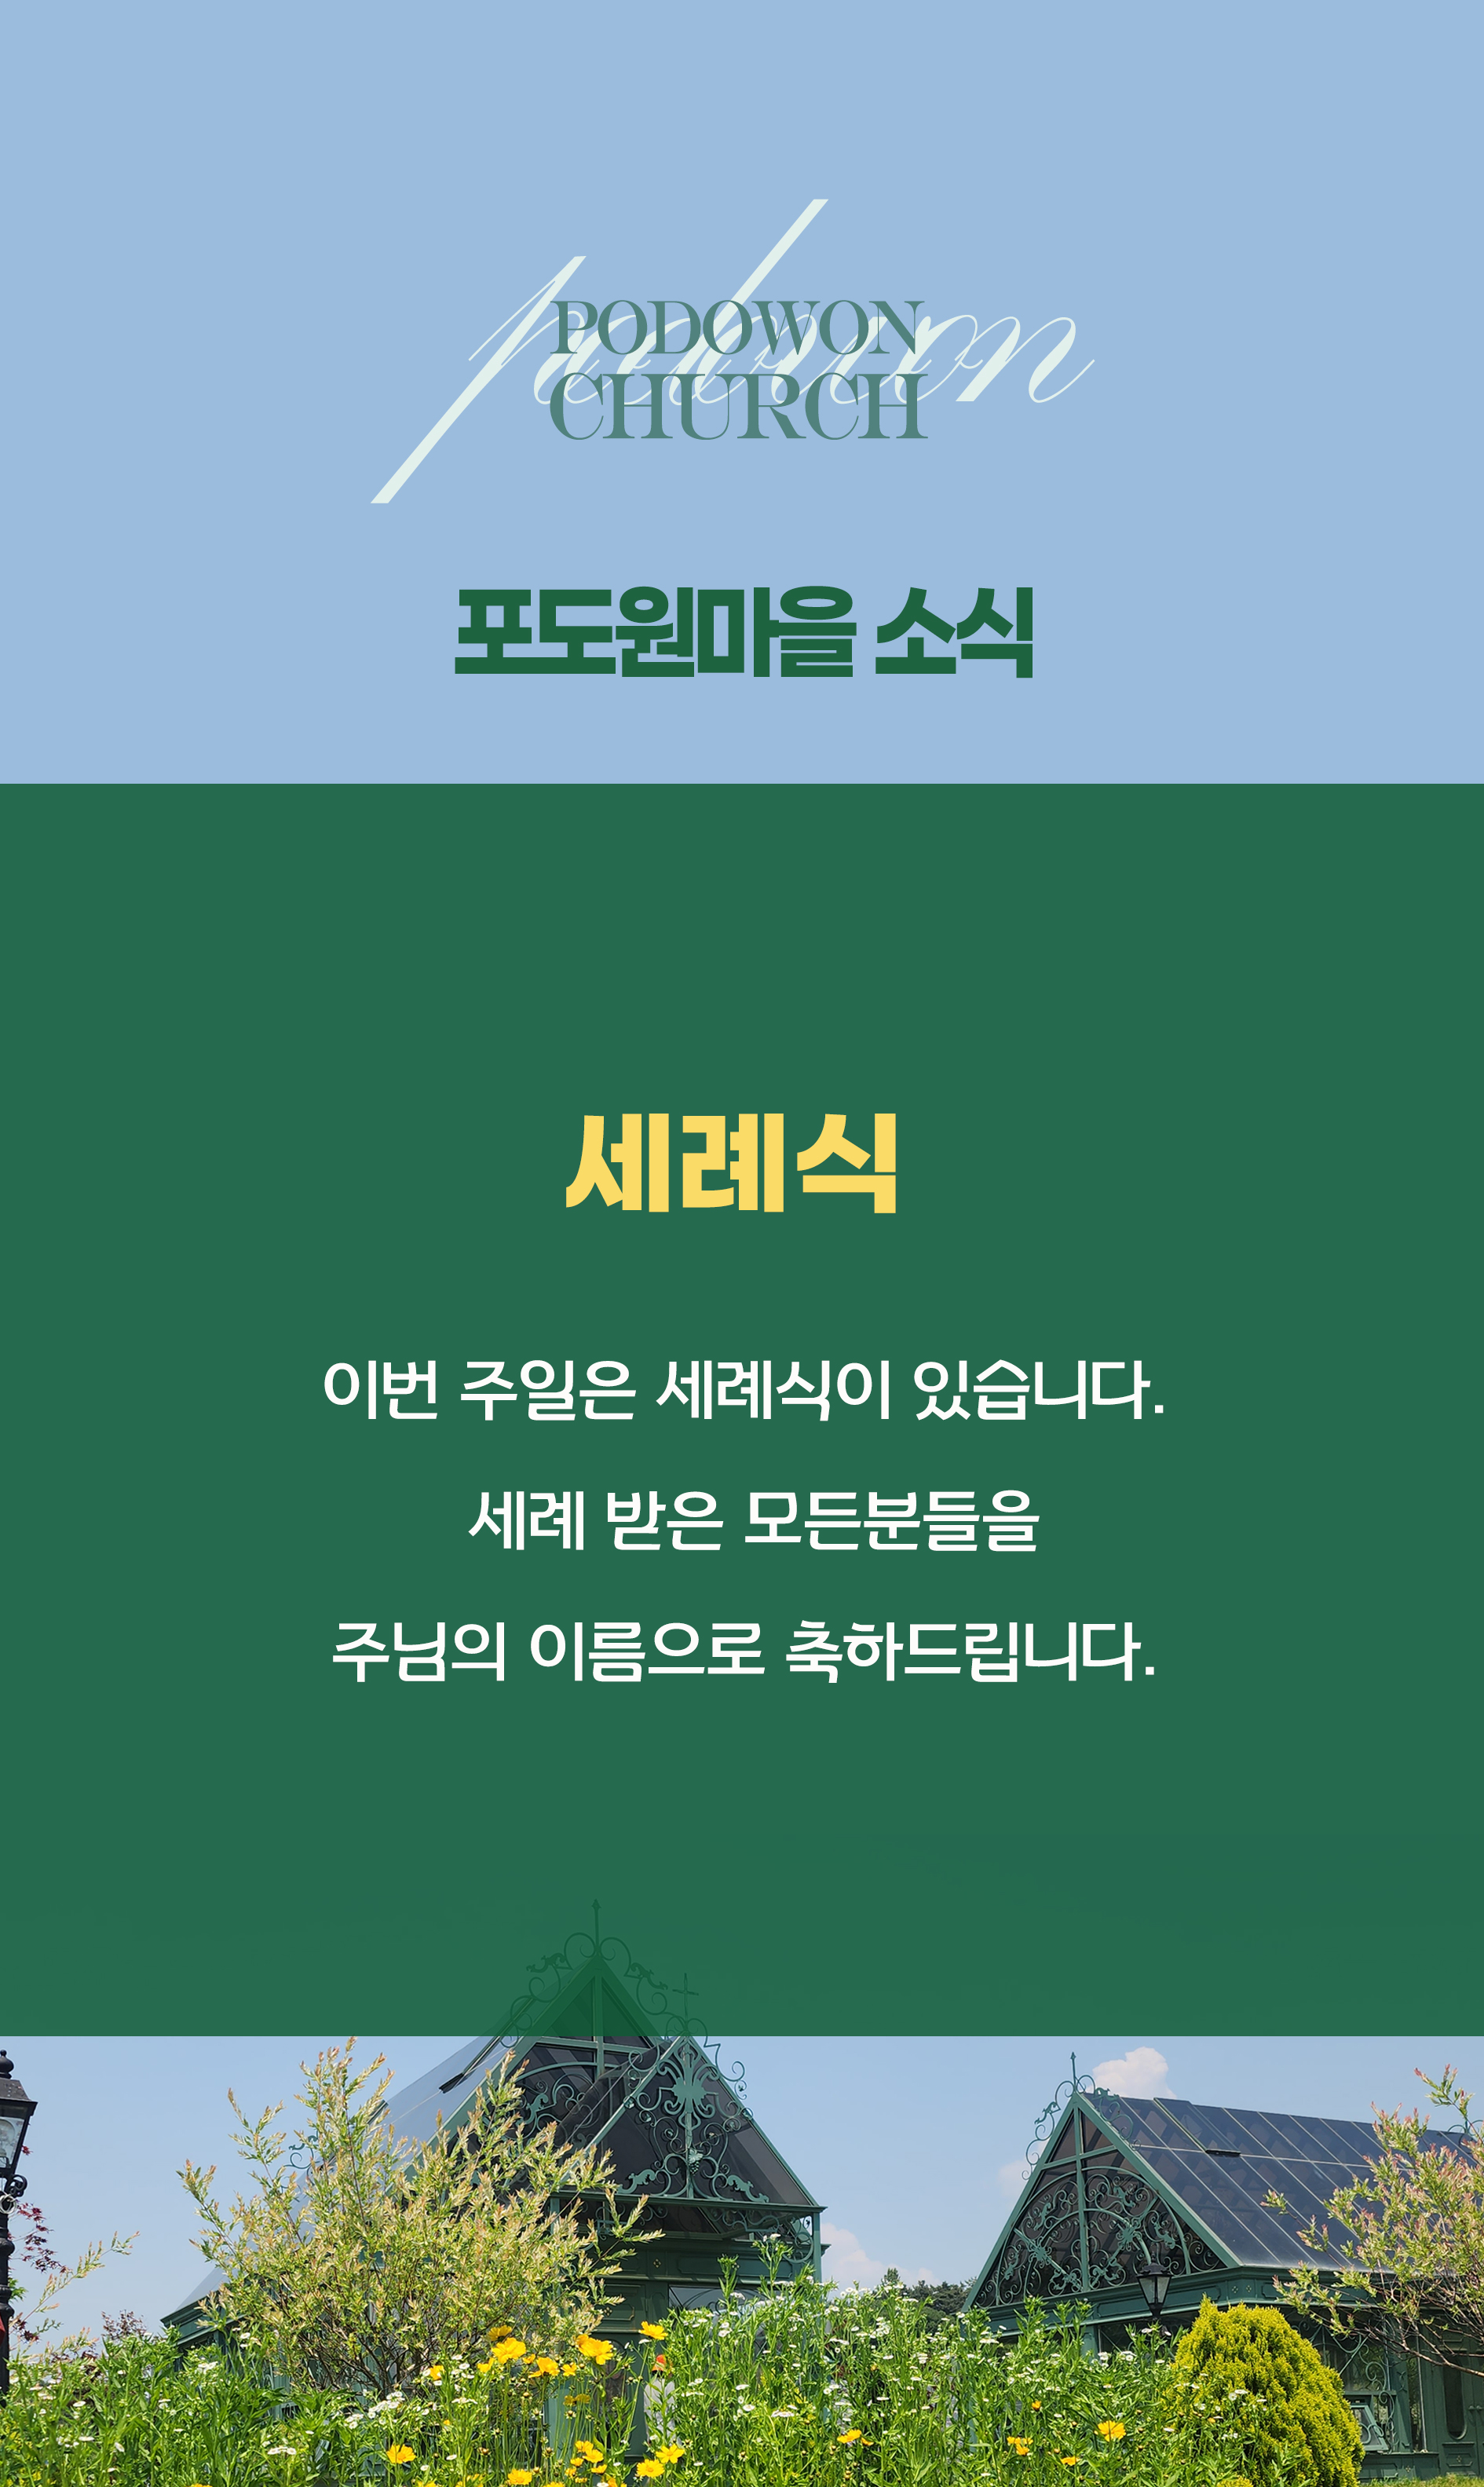 podowon
PODOWON
CHURCH
포도원마을 소식
세례식
이번 주일은 세례식이 있습니다.
세례 받은 모든분들을
주님의 이름으로 축하드립니다.